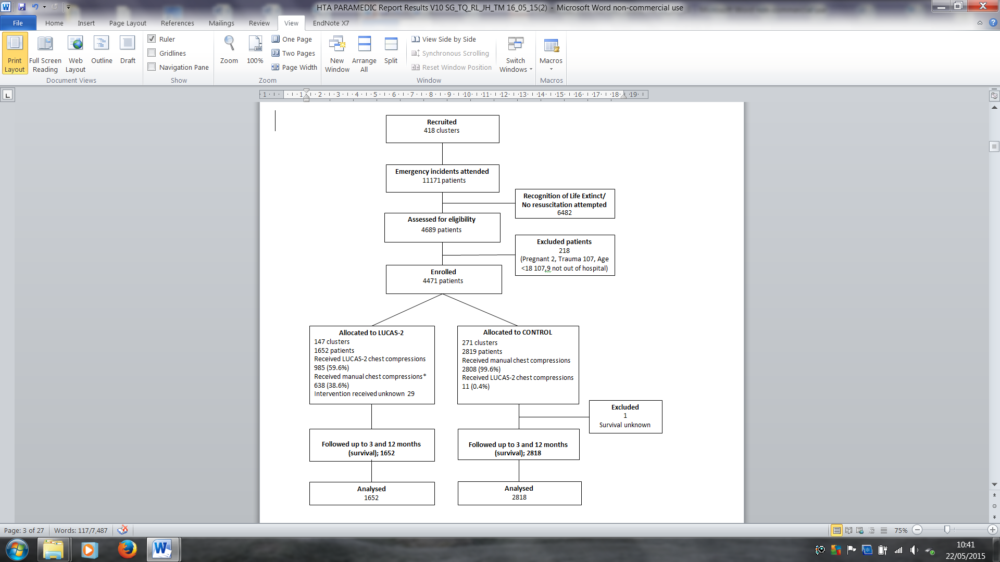 HTA PARAMEDIC Report Results V10 SG_TQ_RL_JH_TM 16_05_15(2) - Microsoft Word non-commercial use
File Home Insert Page Layout References Mailings Review View EndNote X7
Print Layout
Full Screen Reading
Web Layout
Outline
Draft
Document Views
Ruler
Gridlines
Navigation Pane
Show
Zoom
100%
One Page
Two Pages
Page Width
Zoom
New Window
Arrange All
Split
View Side by Side
Synchronous Scrolling
Reset Window Position
Switch Windows
Window
Macros
Macros
1 1 2 3 4 5 6 7 8 9 10 11 12 13 14 15 16 17 18 19
Recruited
418 clusters
Emergency incidents attended
11171 patients
Recognition of Life Extinct/
No resuscitation attempted
6482
Assessed for eligibility
4689 patients
Excluded patients
218
(Pregnant 2, Trauma 107, Age
<18 107,9 not out of hospital)
Enrolled
4471 patients
Allocated to LUCAS-2
147 clusters
1652 patients
Received LUCAS-2 chest compressions
985 (59.6%)
Received manual chest compressions*
638 (38.6%)
Intervention received unknown 29
Allocated to CONTROL
271 clusters
2819 patients
Received manual chest compressions
2808 (99.6%)
Received LUCAS-2 chest compressions
11 (0.4%)
Excluded
1
Survival unknown
Followed up to 3 and 12 months
(survival); 1652
Followed up to 3 and 12 months
(survival); 2818
Analysed
1652
Analysed
2818
Page: 3 of 27 Words: 117/7,487 75%
10:41
22/05/2015